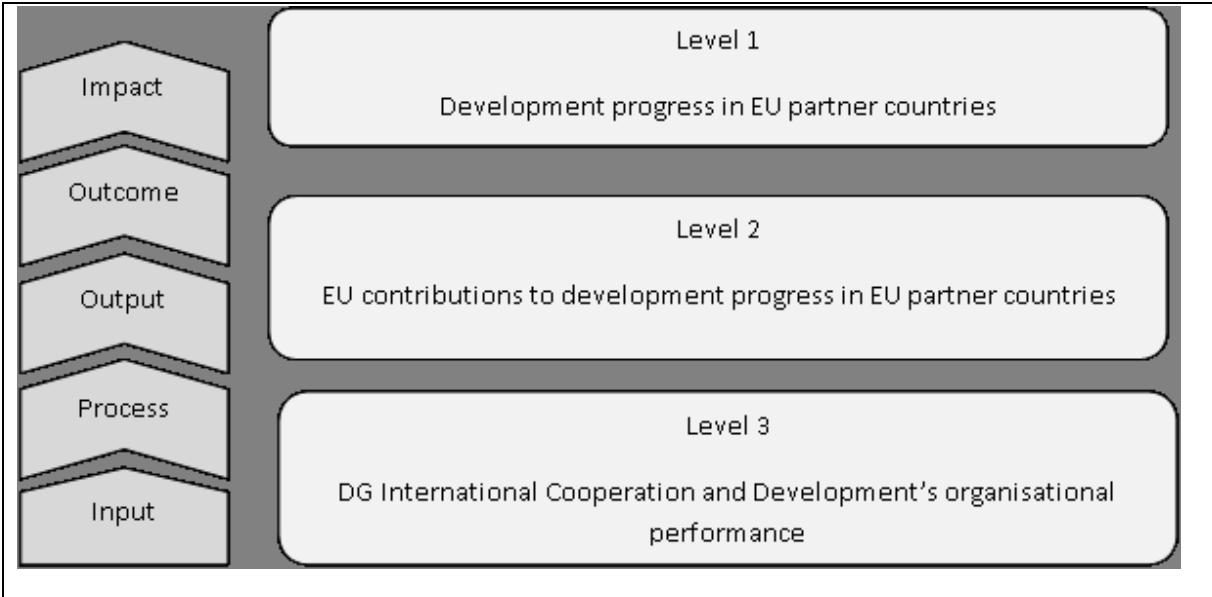 Impact
Outcome
Output
Process
Input
Level 1
Development progress in EU partner countries
Level 2
EU contributions to development progress in EU partner countries
Level 3
DG International Cooperation and Development's organisational
performance